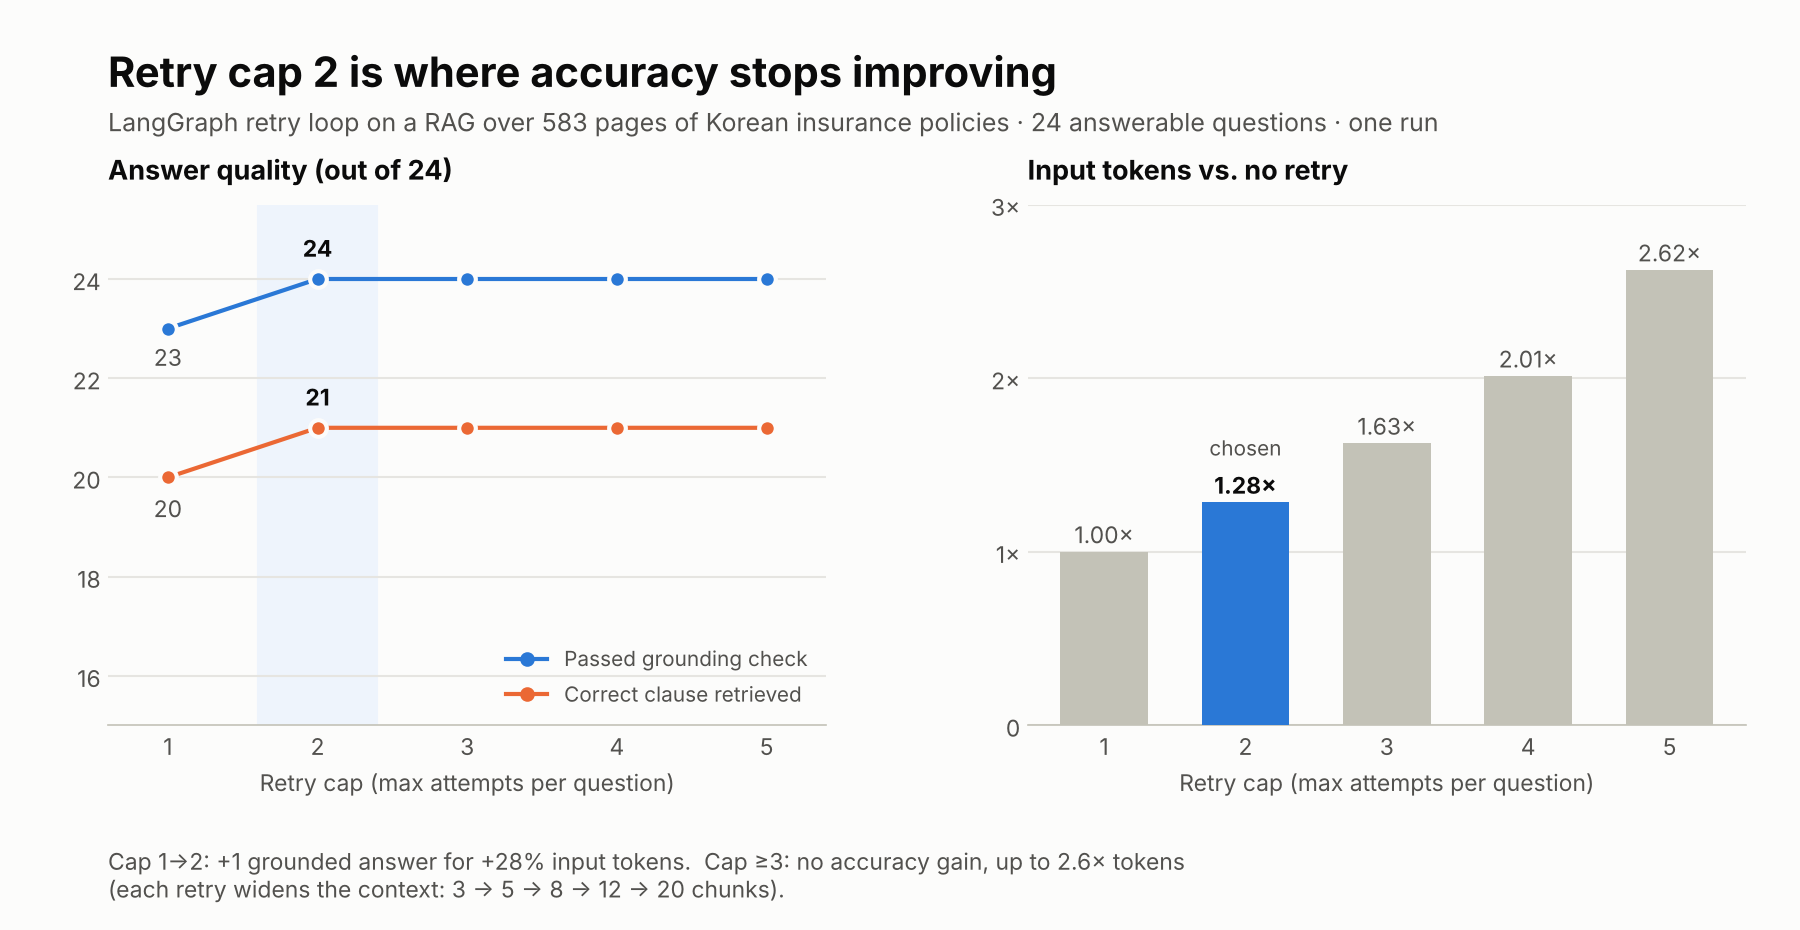 Retry cap 2 is where accuracy stops improving
LangGraph retry loop on a RAG over 583 pages of Korean insurance policies · 24 answerable questions · one run
Answer quality (out of 24)
24
22
20
18
16
24
23
21
20
Passed grounding check
Correct clause retrieved
1 2 3 4 5
Retry cap (max attempts per question)
Input tokens vs. no retry
3×
2×
1×
0
1.00×
chosen
1.28×
1.63×
2.01×
2.62×
1 2 3 4 5
Retry cap (max attempts per question)
Cap 1→2: +1 grounded answer for +28% input tokens.  Cap ≥3: no accuracy gain, up to 2.6× tokens
(each retry widens the context: 3 → 5 → 8 → 12 → 20 chunks).